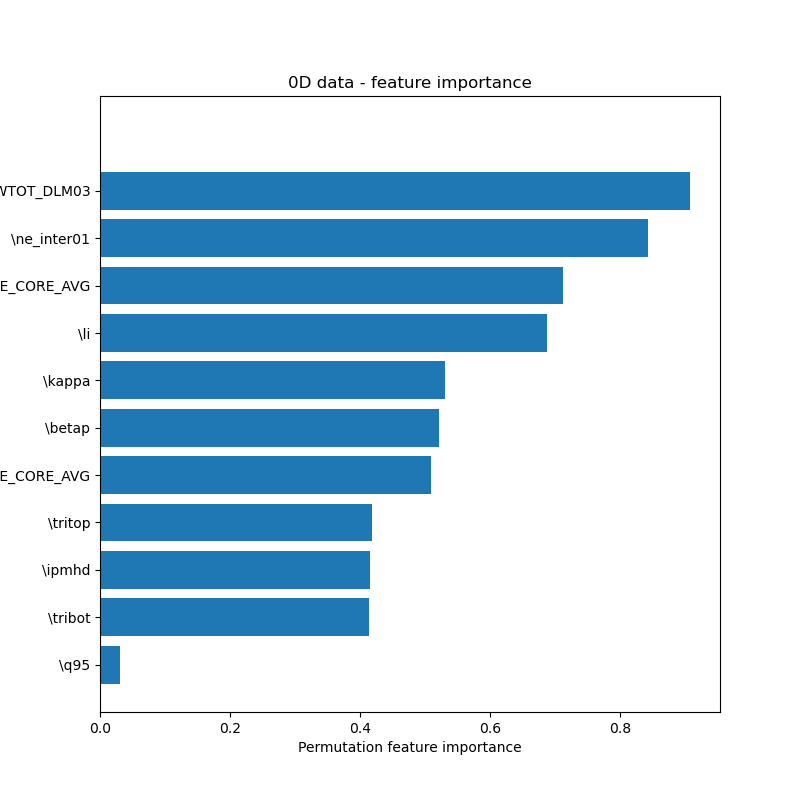 0D data - feature importance
WTOT_DLM03
\ne_inter01
E_CORE_AVG
\li
\kappa
\betap
E_CORE_AVG
\tritop
\ipmhd
\tribot
\q95
0.0 0.2 0.4 0.6 0.8
Permutation feature importance